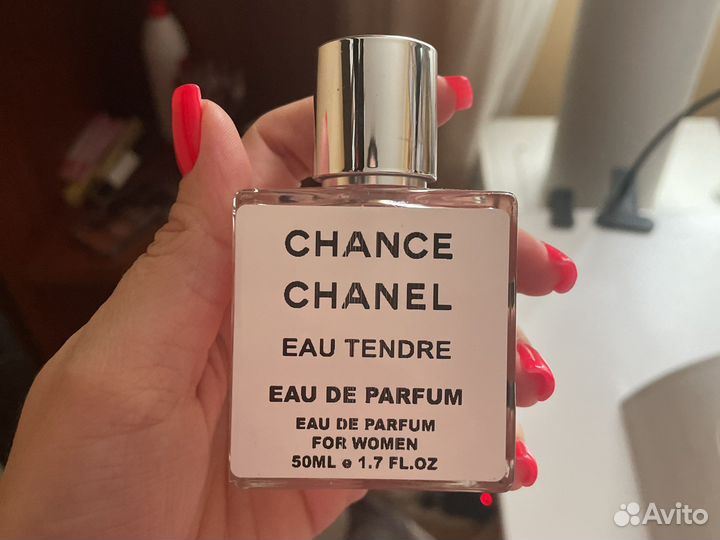 CHANCE
CHANEL
EAU TENDRE
EAU DE PARFUM
EAU DE PARFUM
FOR WOMEN
50ML e 1.7 FL.OZ
Avito